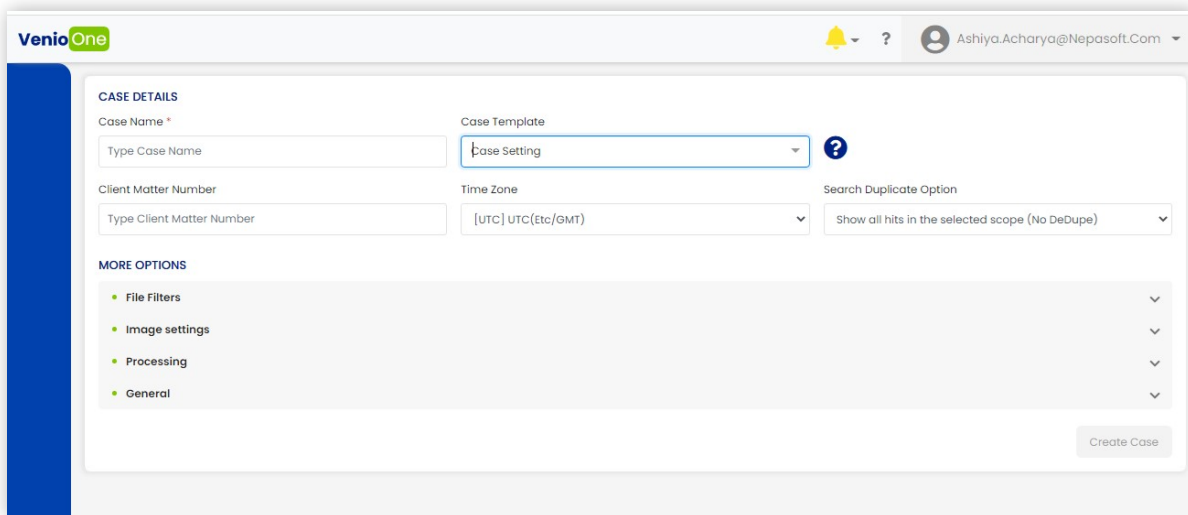 VenioOne
? Ashiya.Acharya@Nepasoft.Com
CASE DETAILS
Case Name * Case Template
Type Case Name Case Setting ?
Client Matter Number Time Zone Search Duplicate Option
Type Client Matter Number [UTC] UTC(Etc/GMT) Show all hits in the selected scope (No DeDupe)
MORE OPTIONS
File Filters
Image settings
Processing
General
Create Case